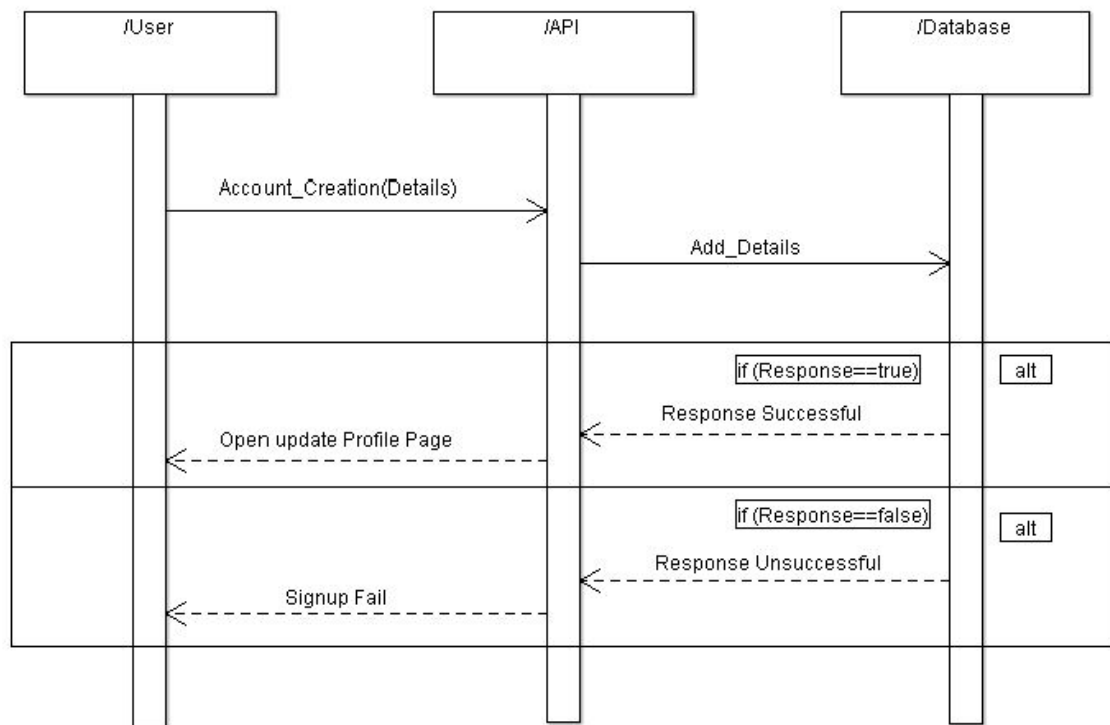 /User
/API
/Database
Account_Creation(Details)
Add_Details
if (Response==true)
alt
Response Successful
Open update Profile Page
if (Response==false)
alt
Response Unsuccessful
Signup Fail